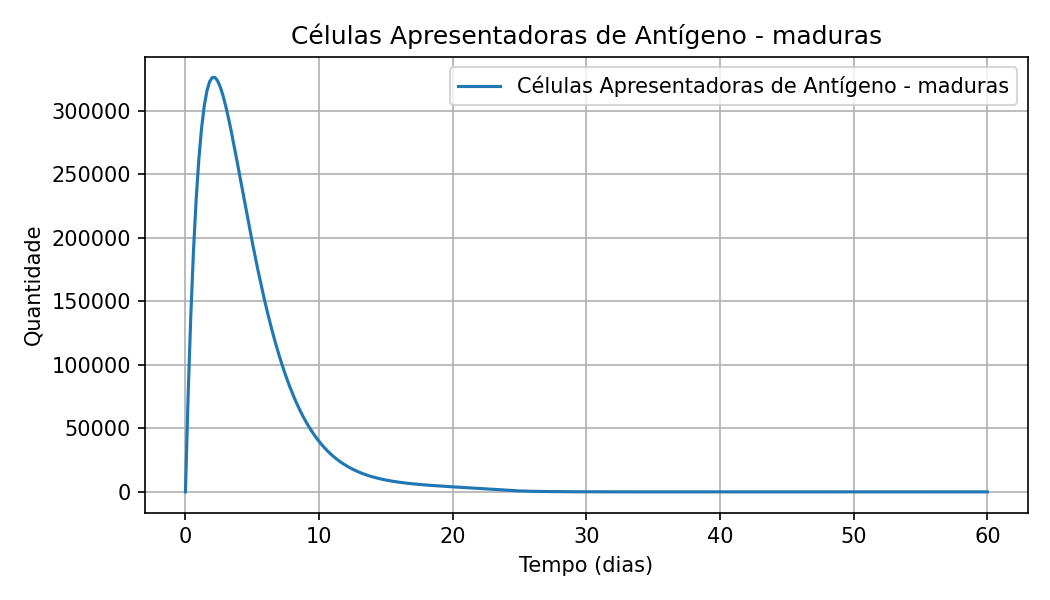 Células Apresentadoras de Antígeno - maduras
Células Apresentadoras de Antígeno - maduras
300000
250000
200000
150000
100000
50000
0
Quantidade
0 10 20 30 40 50 60
Tempo (dias)